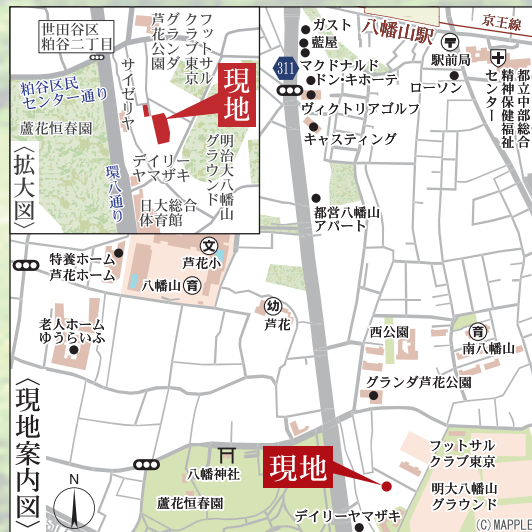 世田谷区
粕谷二丁目
粕谷区民
センター通り
蘆花恒春園
サイゼリヤ
フットサル
クラブ東京
グランダ
芦花公園
現地
デイリー
ヤマザキ
明治大八幡山
グラウンド
日大総合
体育館
環八通り
〈拡大図〉
ガスト
藍屋
311
マクドナルド
ドン・キホーテ
ヴィクトリアゴルフ
キャスティング
八幡山駅
京王線
駅前局
ローソン
都立中部総合
精神保健福祉
センター
都営八幡山
アパート
特養ホーム
芦花ホーム
文
芦花小
八幡山
育
幼
芦花
老人ホーム
ゆうらいふ
西公園
育
南八幡山
グランダ芦花公園
〈現地案内図〉
N
八幡神社
蘆花恒春園
現地
フットサル
クラブ東京
明大八幡山
グラウンド
デイリーヤマザキ
(C)MAPPLE